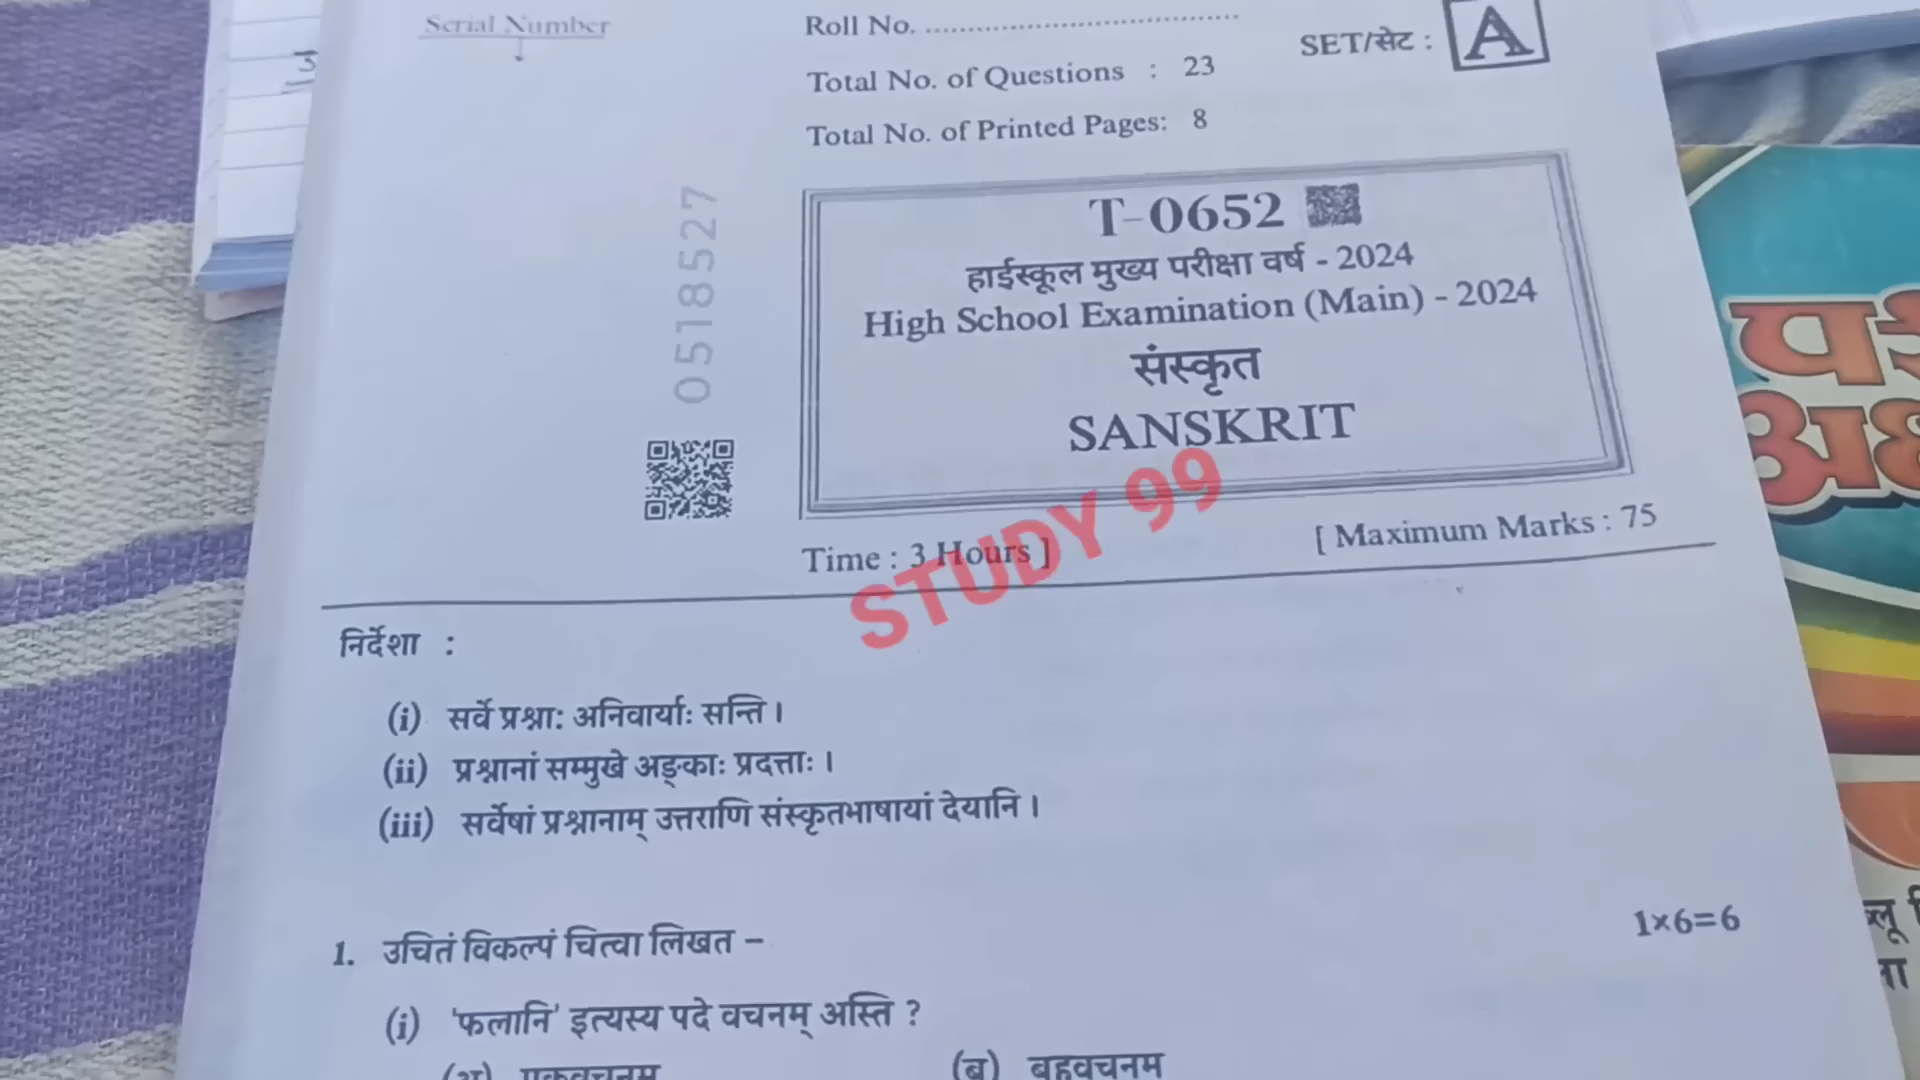 Serial Number
Roll No. ....................................
SET/सेट : A
Total No. of Questions : 23
Total No. of Printed Pages: 8
3
0518527
T-0652
हाईस्कूल मुख्य परीक्षा वर्ष - 2024
High School Examination (Main) - 2024
संस्कृत
SANSKRIT
STUDY 99
Time : 3 Hours ]
[ Maximum Marks : 75
निर्देशा :
(i) सर्वे प्रश्ना: अनिवार्याः सन्ति ।
(ii) प्रश्नानां सम्मुखे अङ्काः प्रदत्ताः ।
(iii) सर्वेषां प्रश्नानाम् उत्तराणि संस्कृतभाषायां देयानि ।
1. उचितं विकल्पं चित्वा लिखत –
1×6=6
(i) 'फलानि' इत्यस्य पदे वचनम् अस्ति ?
(अ) एकवचनम्
(ब) बहुवचनम्